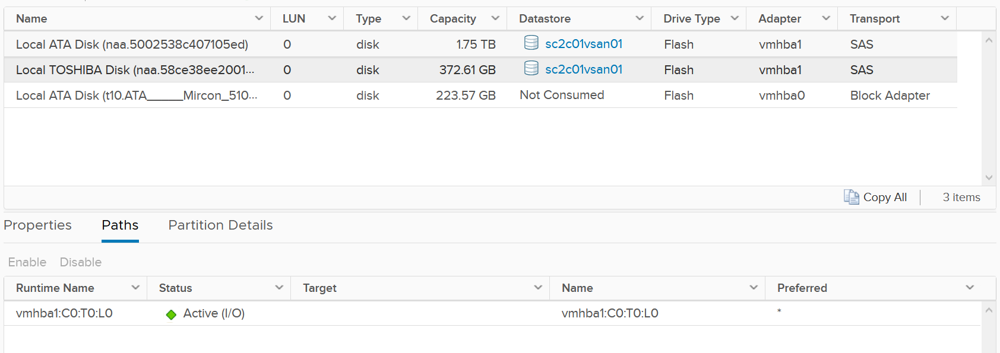 Name LUN Type Capacity Datastore Drive Type Adapter Transport
Local ATA Disk (naa.5002538c407105ed) 0 disk 1.75 TB sc2c01vsan01 Flash vmhba1 SAS
Local TOSHIBA Disk (naa.58ce38ee2001... 0 disk 372.61 GB sc2c01vsan01 Flash vmhba1 SAS
Local ATA Disk (t10.ATA_____Mircon_510... 0 disk 223.57 GB Not Consumed Flash vmhba0 Block Adapter
Copy All 3 items
Properties Paths Partition Details
Enable Disable
Runtime Name Status Target Name Preferred
vmhba1:C0:T0:L0 Active (I/O) vmhba1:C0:T0:L0 *